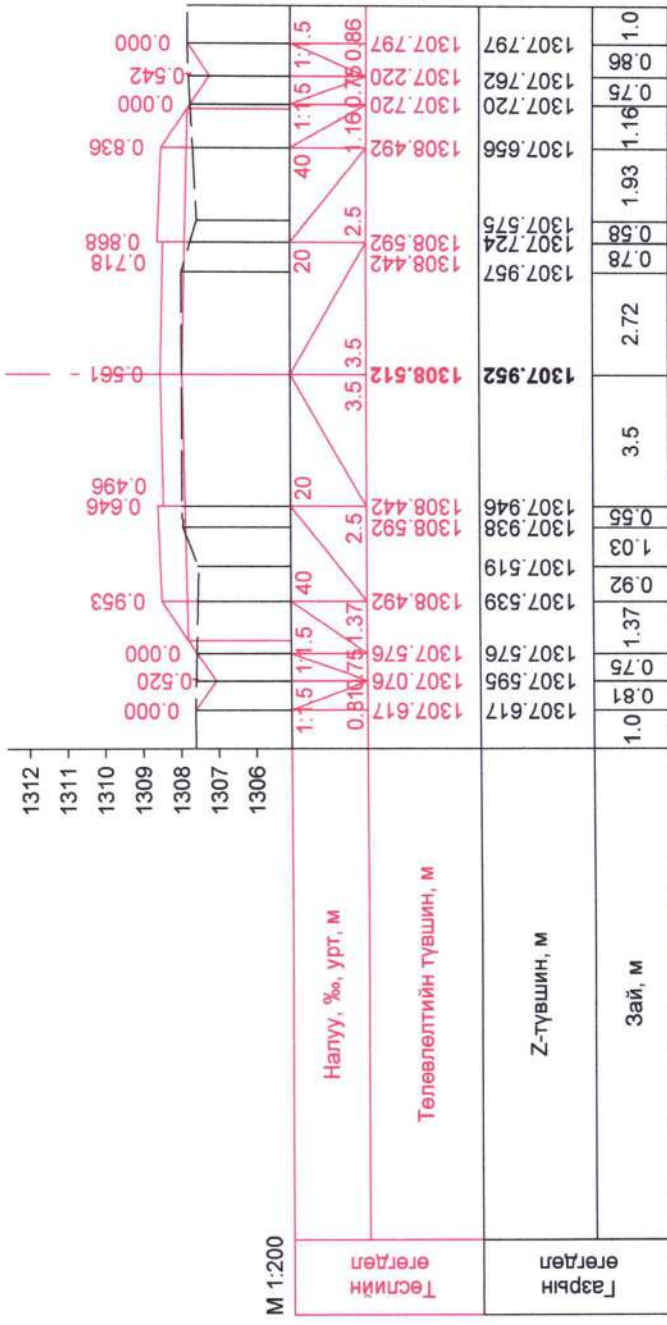 1312
1311
1310
1309
1308
1307
1306
М 1:200
0.000 0.520 0.000 0.953 0.646 0.496 0.561 0.718 0.868 0.836 0.000 0.542 0.000
Төслийн өгөгдөл
Налуу, ‰, урт, м
1:1.5 1:1.5 40 20 20 40 1:1.5 1:1.5
0.81 0.75 1.37 2.5 3.5 3.5 2.5 1.16 0.75 0.86
Төлөвлөлтийн түвшин, м
1307.617 1307.076 1307.576 1308.492 1308.592 1308.442 1308.512 1308.442 1308.592 1308.492 1307.720 1307.220 1307.797
Газрын өгөгдөл
Z-түвшин, м
1307.617 1307.595 1307.576 1307.539 1307.519 1307.938 1307.946 1307.952 1307.957 1307.724 1307.575 1307.656 1307.720 1307.762 1307.797
Зай, м
1.0 0.81 0.75 1.37 0.92 1.03 0.55 3.5 2.72 0.78 0.58 1.93 1.16 0.75 0.86 1.0